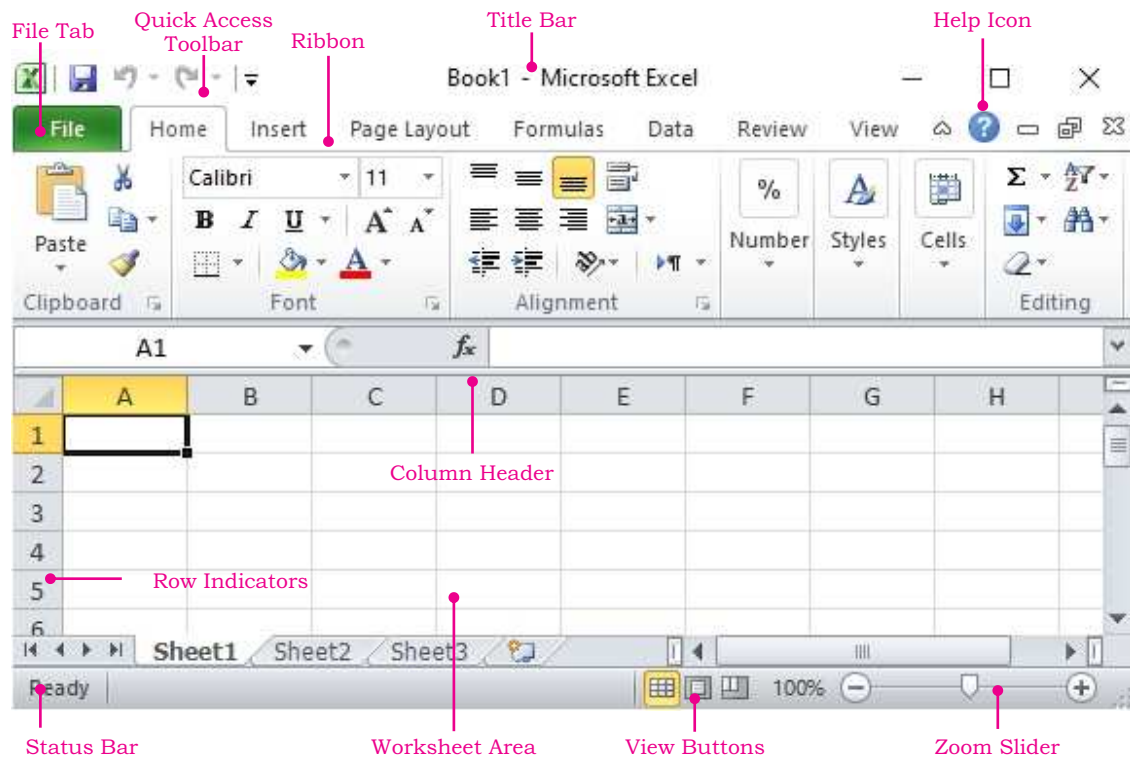 File Tab
Quick Access
Toolbar
Ribbon
Title Bar
Help Icon
Book1 - Microsoft Excel
File Home Insert Page Layout Formulas Data Review View
Calibri 11
Paste
B I U A A
A
% A
Number Styles Cells
Σ A Z
Clipboard Font Alignment Editing
A1 fx
A B C D E F G H
1
2
Column Header
3
4
5
Row Indicators
6
Sheet1 Sheet2 Sheet3
Ready 100%
Status Bar Worksheet Area View Buttons Zoom Slider